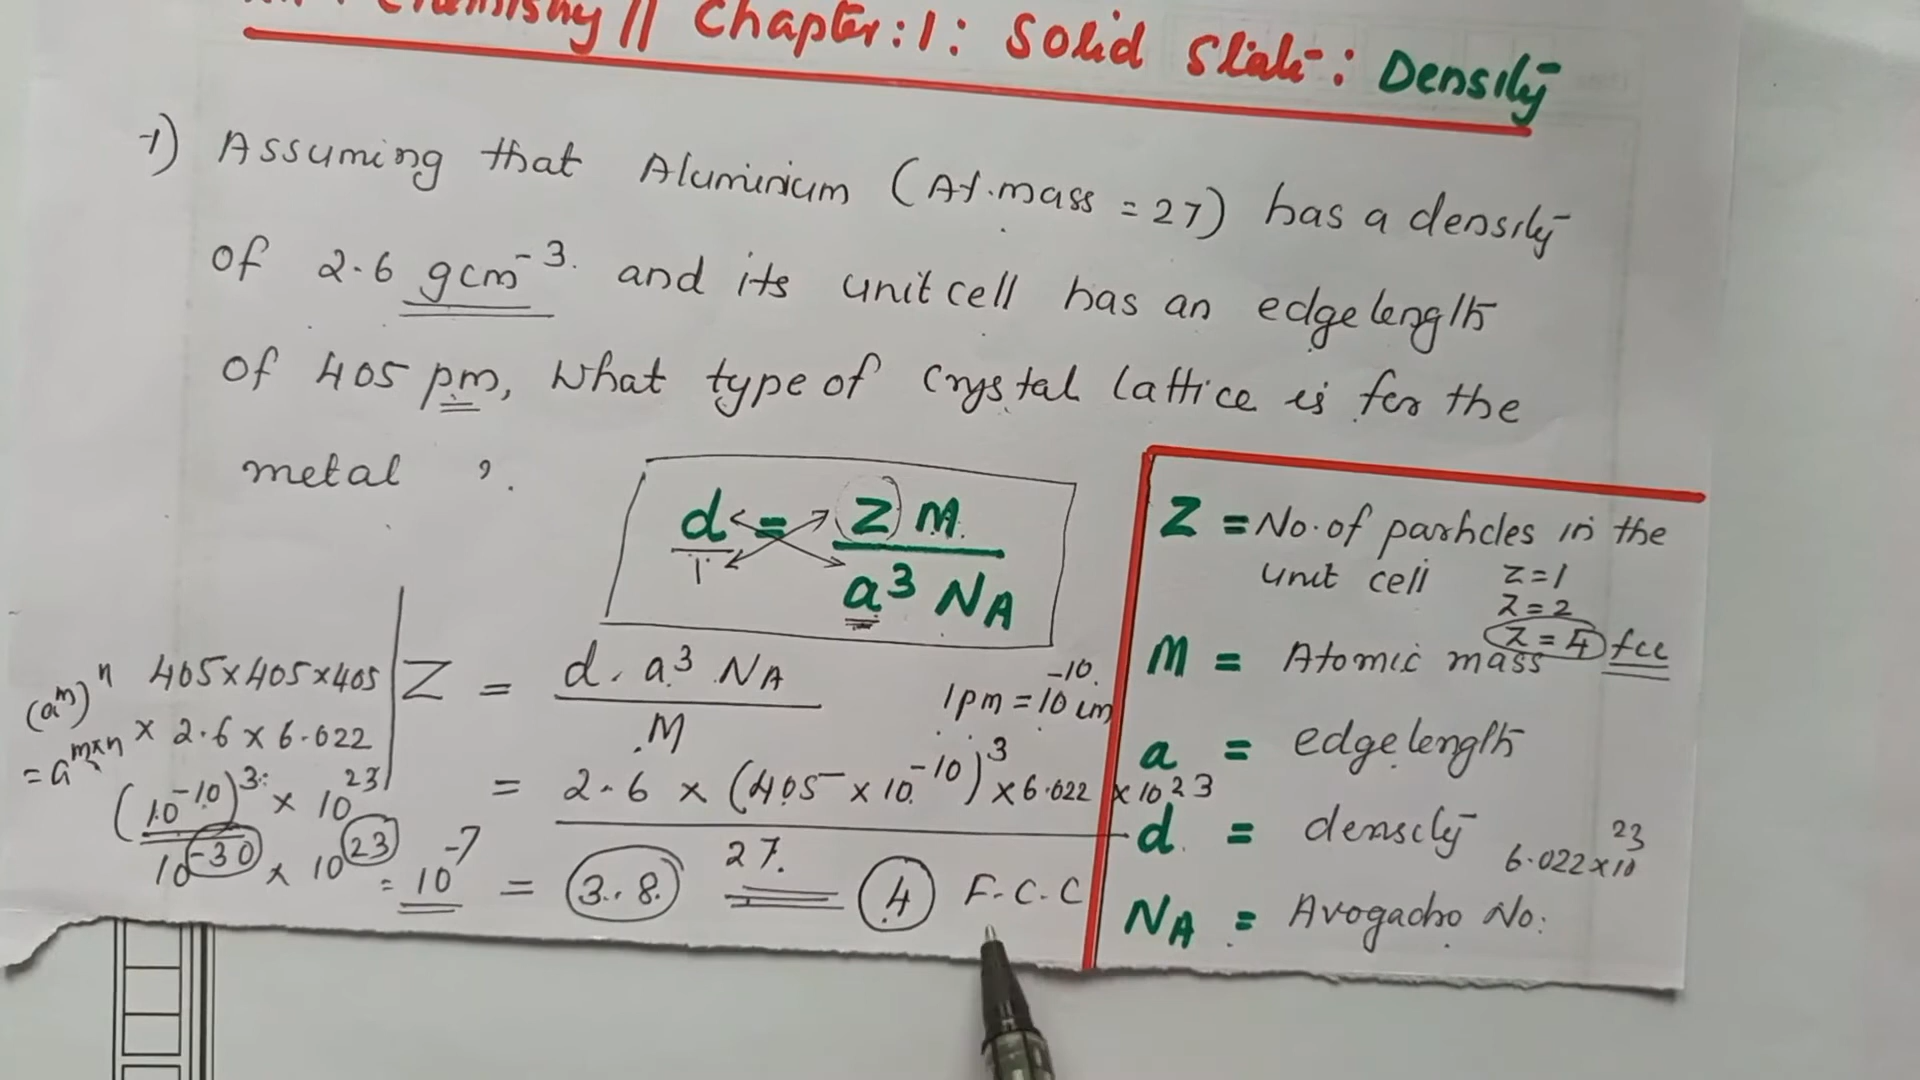 Chemistry || Chapter:1: Solid State: Density
1) Assuming that Aluminium (At.mass = 27) has a density
of 2.6 gcm⁻³. and its unit cell has an edge length
of 405 pm, What type of crystal lattice is for the
metal ?
d = Z M
1
a³ NA
Z = No. of particles in the
unit cell Z=1
Z=2
Z=4 fcc
M = Atomic mass
a = edge length
d = density 6.022x10²³
NA = Avogadro No:
Z = d. a³ NA
M
1pm = 10⁻¹⁰ cm
= 2.6 x (405 x 10⁻¹⁰)³ x 6.022 x 10²³
27.
= 3.8. 4 F.C.C
(aᵐ)ⁿ
= aᵐˣⁿ
405x405x405
x 2.6 x 6.022
(10⁻¹⁰)³ x 10²³
10⁻³⁰ x 10²³ = 10⁻⁷